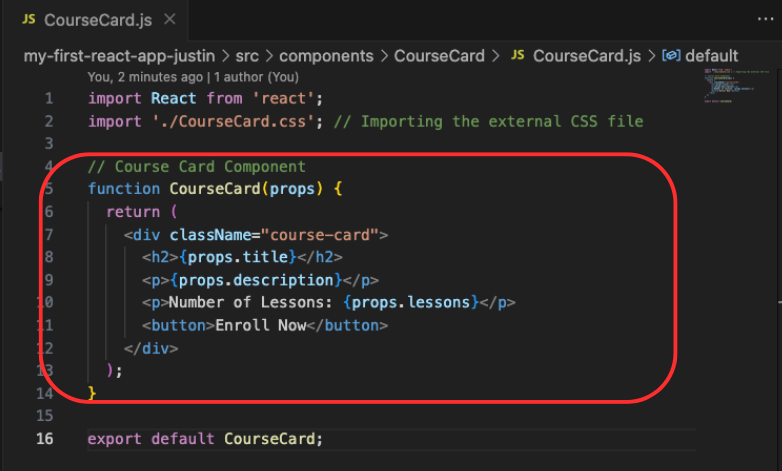 JS CourseCard.js ×
my-first-react-app-justin > src > components > CourseCard > JS CourseCard.js > default
You, 2 minutes ago | 1 author (You)
1 import React from 'react';
2 import './CourseCard.css'; // Importing the external CSS file
3
4 // Course Card Component
5 function CourseCard(props) {
6 return (
7 <div className="course-card">
8 <h2>{props.title}</h2>
9 <p>{props.description}</p>
10 <p>Number of Lessons: {props.lessons}</p>
11 <button>Enroll Now</button>
12 </div>
13 );
14 }
15
16 export default CourseCard;